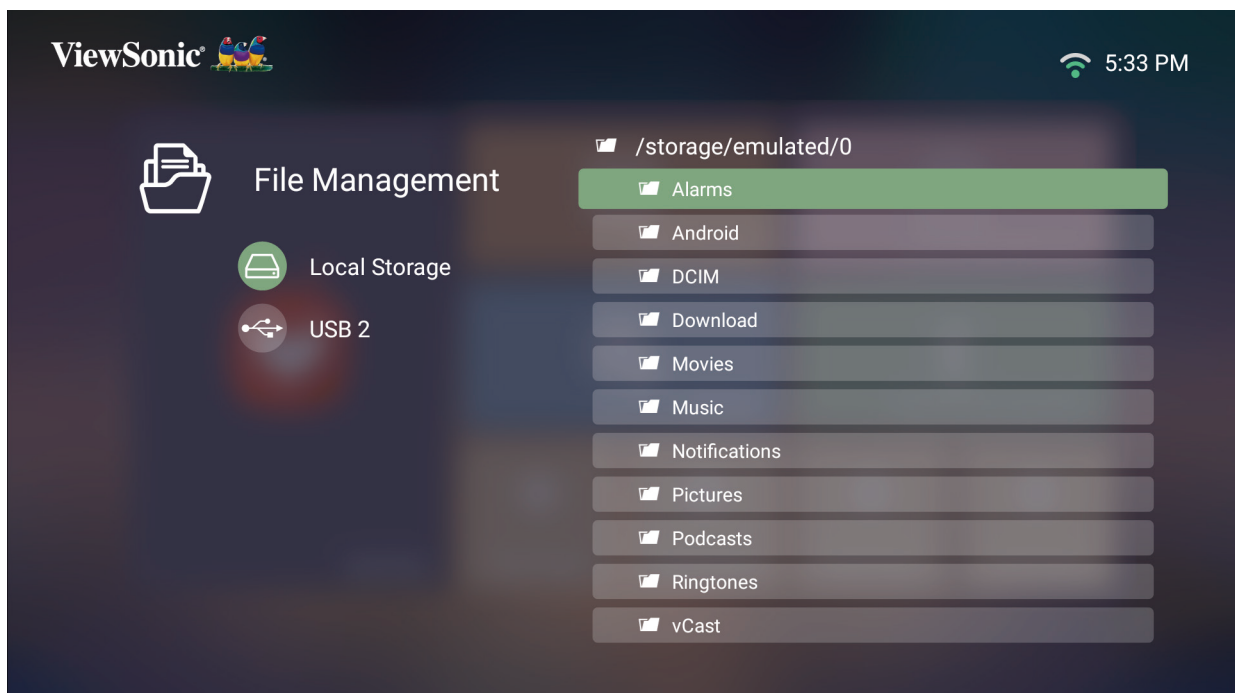 ViewSonic®
5:33 PM
File Management
Local Storage
USB 2
/storage/emulated/0
Alarms
Android
DCIM
Download
Movies
Music
Notifications
Pictures
Podcasts
Ringtones
vCast